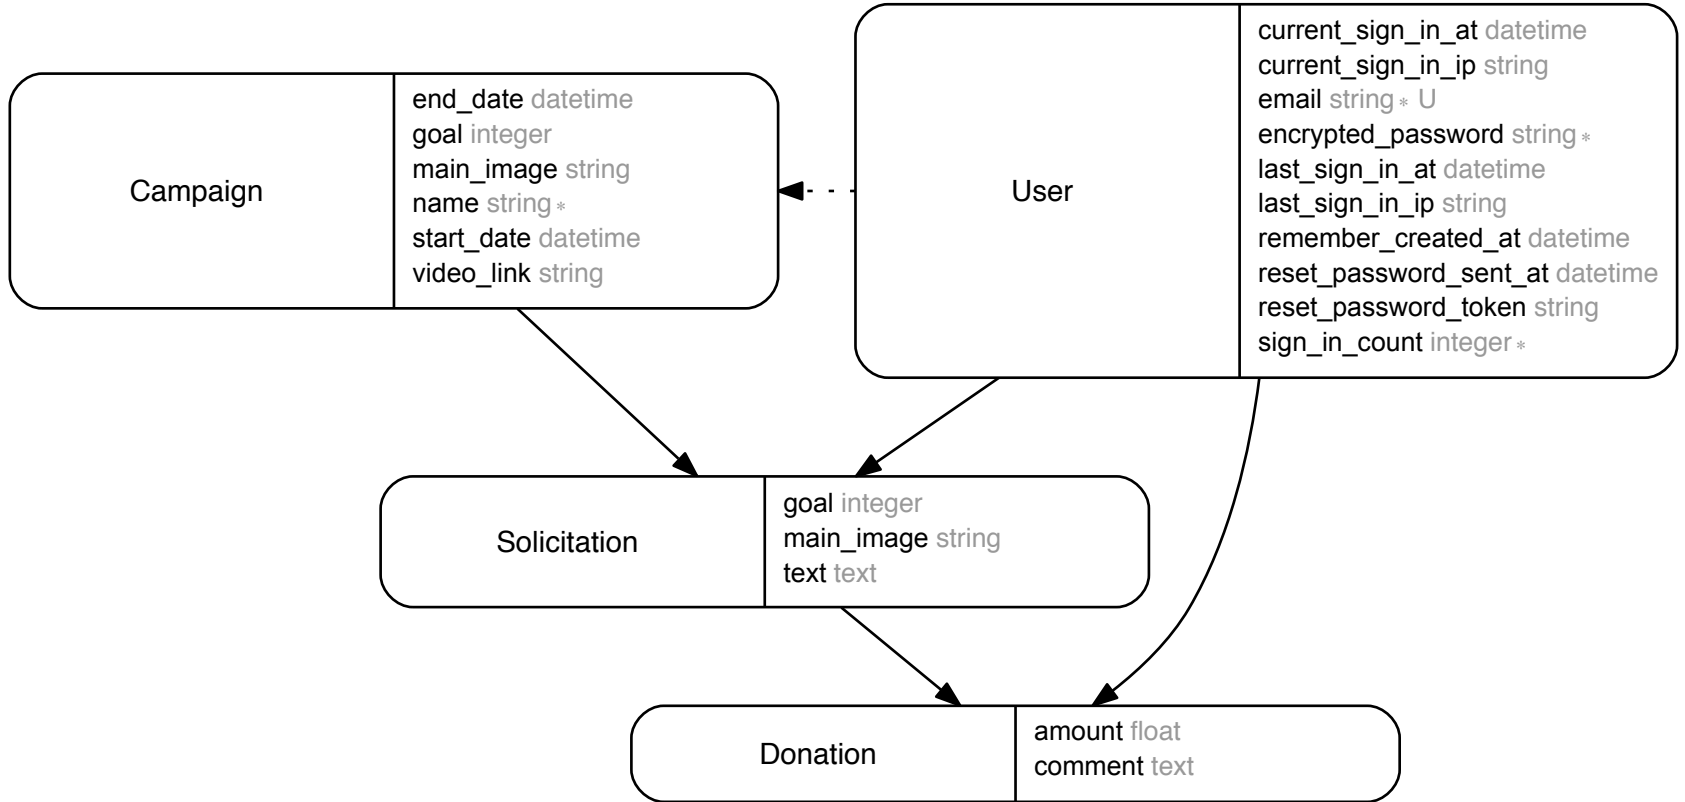 Campaign
end_date datetime
goal integer
main_image string
name string *
start_date datetime
video_link string
User
current_sign_in_at datetime
current_sign_in_ip string
email string * U
encrypted_password string *
last_sign_in_at datetime
last_sign_in_ip string
remember_created_at datetime
reset_password_sent_at datetime
reset_password_token string
sign_in_count integer *
Solicitation
goal integer
main_image string
text text
Donation
amount float
comment text